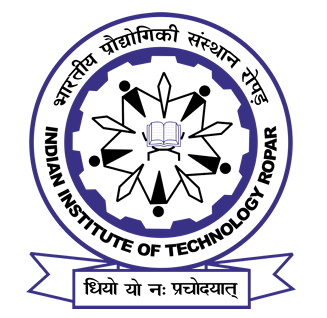 भारतीय प्रौद्योगिकी संस्थान रोपड़
INDIAN INSTITUTE OF TECHNOLOGY ROPAR
धियो यो नः प्रचोदयात्